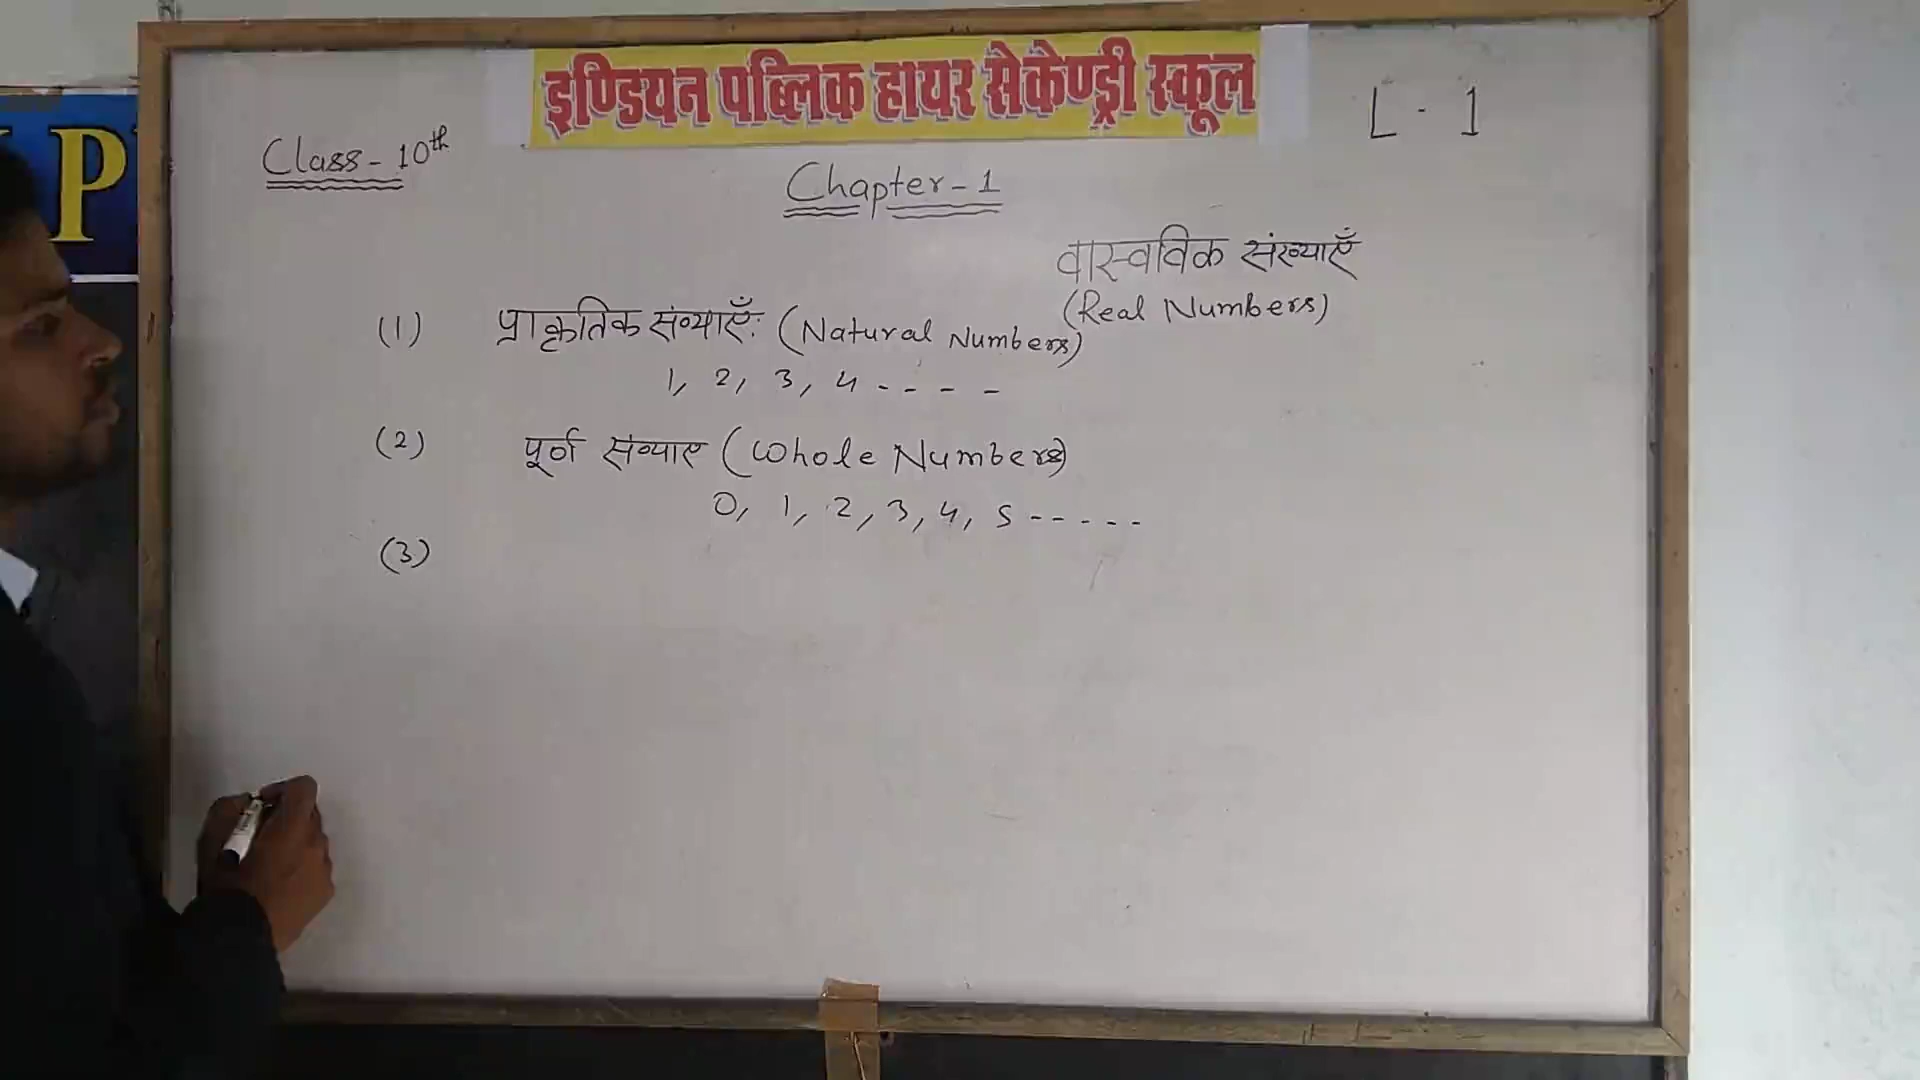 इण्डियन पब्लिक हायर सेकेण्ड्री स्कूल
P
L - 1
Class - 10th
Chapter - 1
वास्वविक संख्याएँ
(Real Numbers)
(1) प्राकृतिक संख्याएँ: (Natural Numbers)
1, 2, 3, 4 - - - -
(2) पूर्ण संख्याए (Whole Numbers)
0, 1, 2, 3, 4, 5 - - - - -
(3)